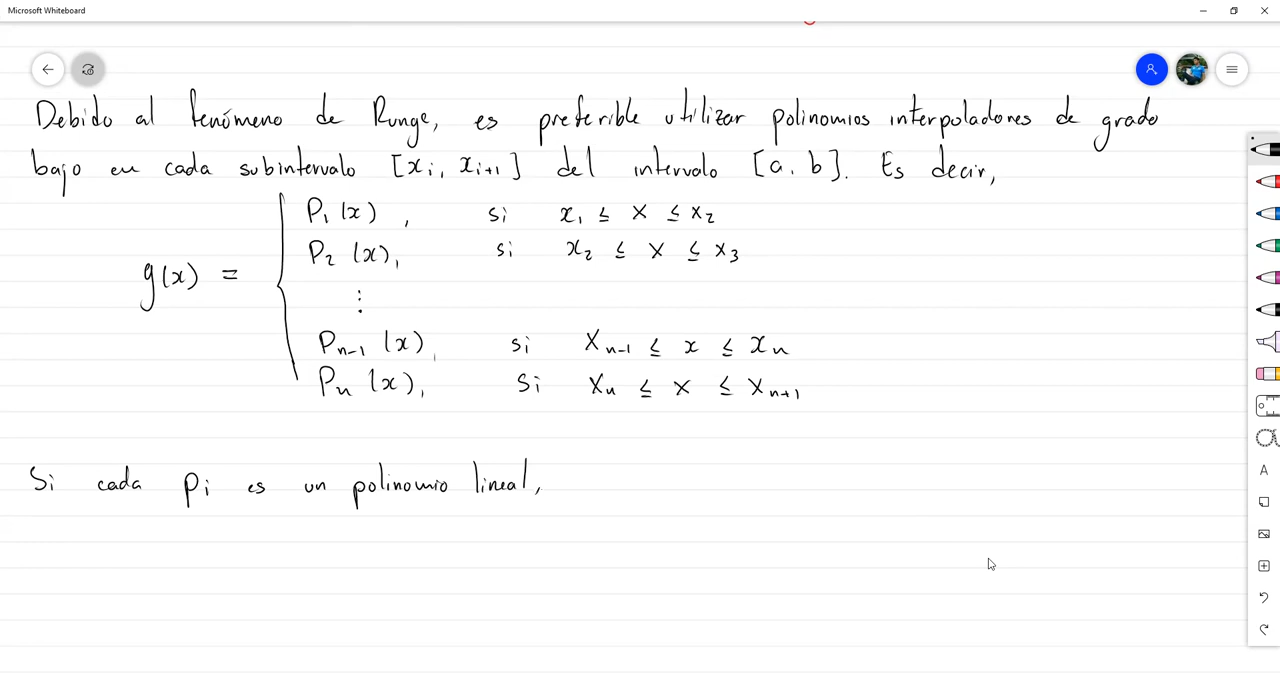 Microsoft Whiteboard
Debido al fenómeno de Runge, es preferible utilizar polinomios interpoladores de grado
bajo en cada subintervalo [xi, xi+1] del intervalo [a, b]. Es decir,
P1 (x) , si x1 ≤ x ≤ x2
P2 (x), si x2 ≤ x ≤ x3
g(x) =
⋮
Pn-1 (x), si Xn-1 ≤ x ≤ xn
Pn (x), si Xn ≤ x ≤ Xn+1
Si cada Pi es un polinomio lineal,
A